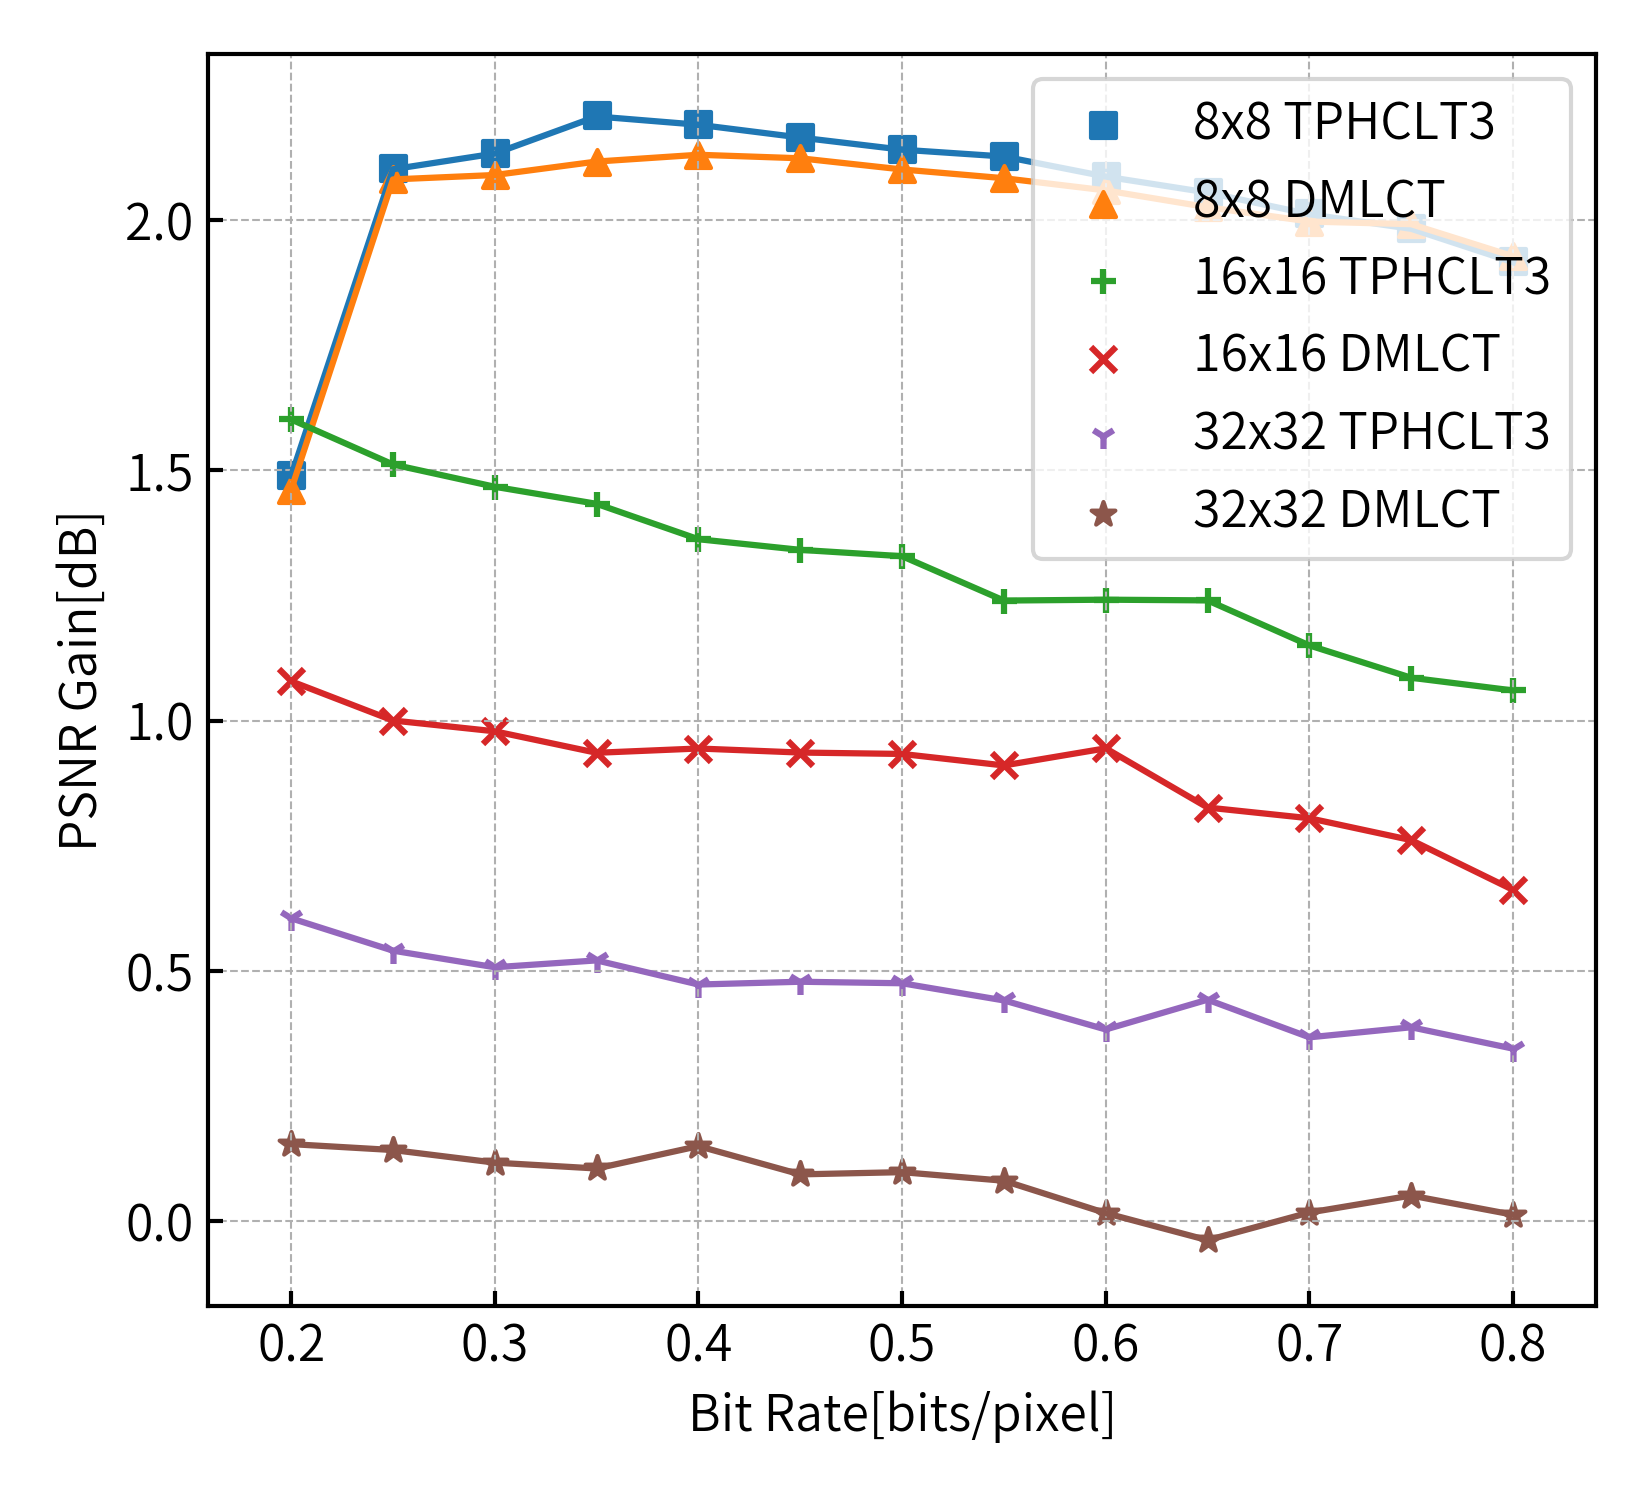 8x8 TPHCLT3
8x8 DMLCT
16x16 TPHCLT3
16x16 DMLCT
32x32 TPHCLT3
32x32 DMLCT
PSNR Gain[dB]
2.0
1.5
1.0
0.5
0.0
0.2 0.3 0.4 0.5 0.6 0.7 0.8
Bit Rate[bits/pixel]